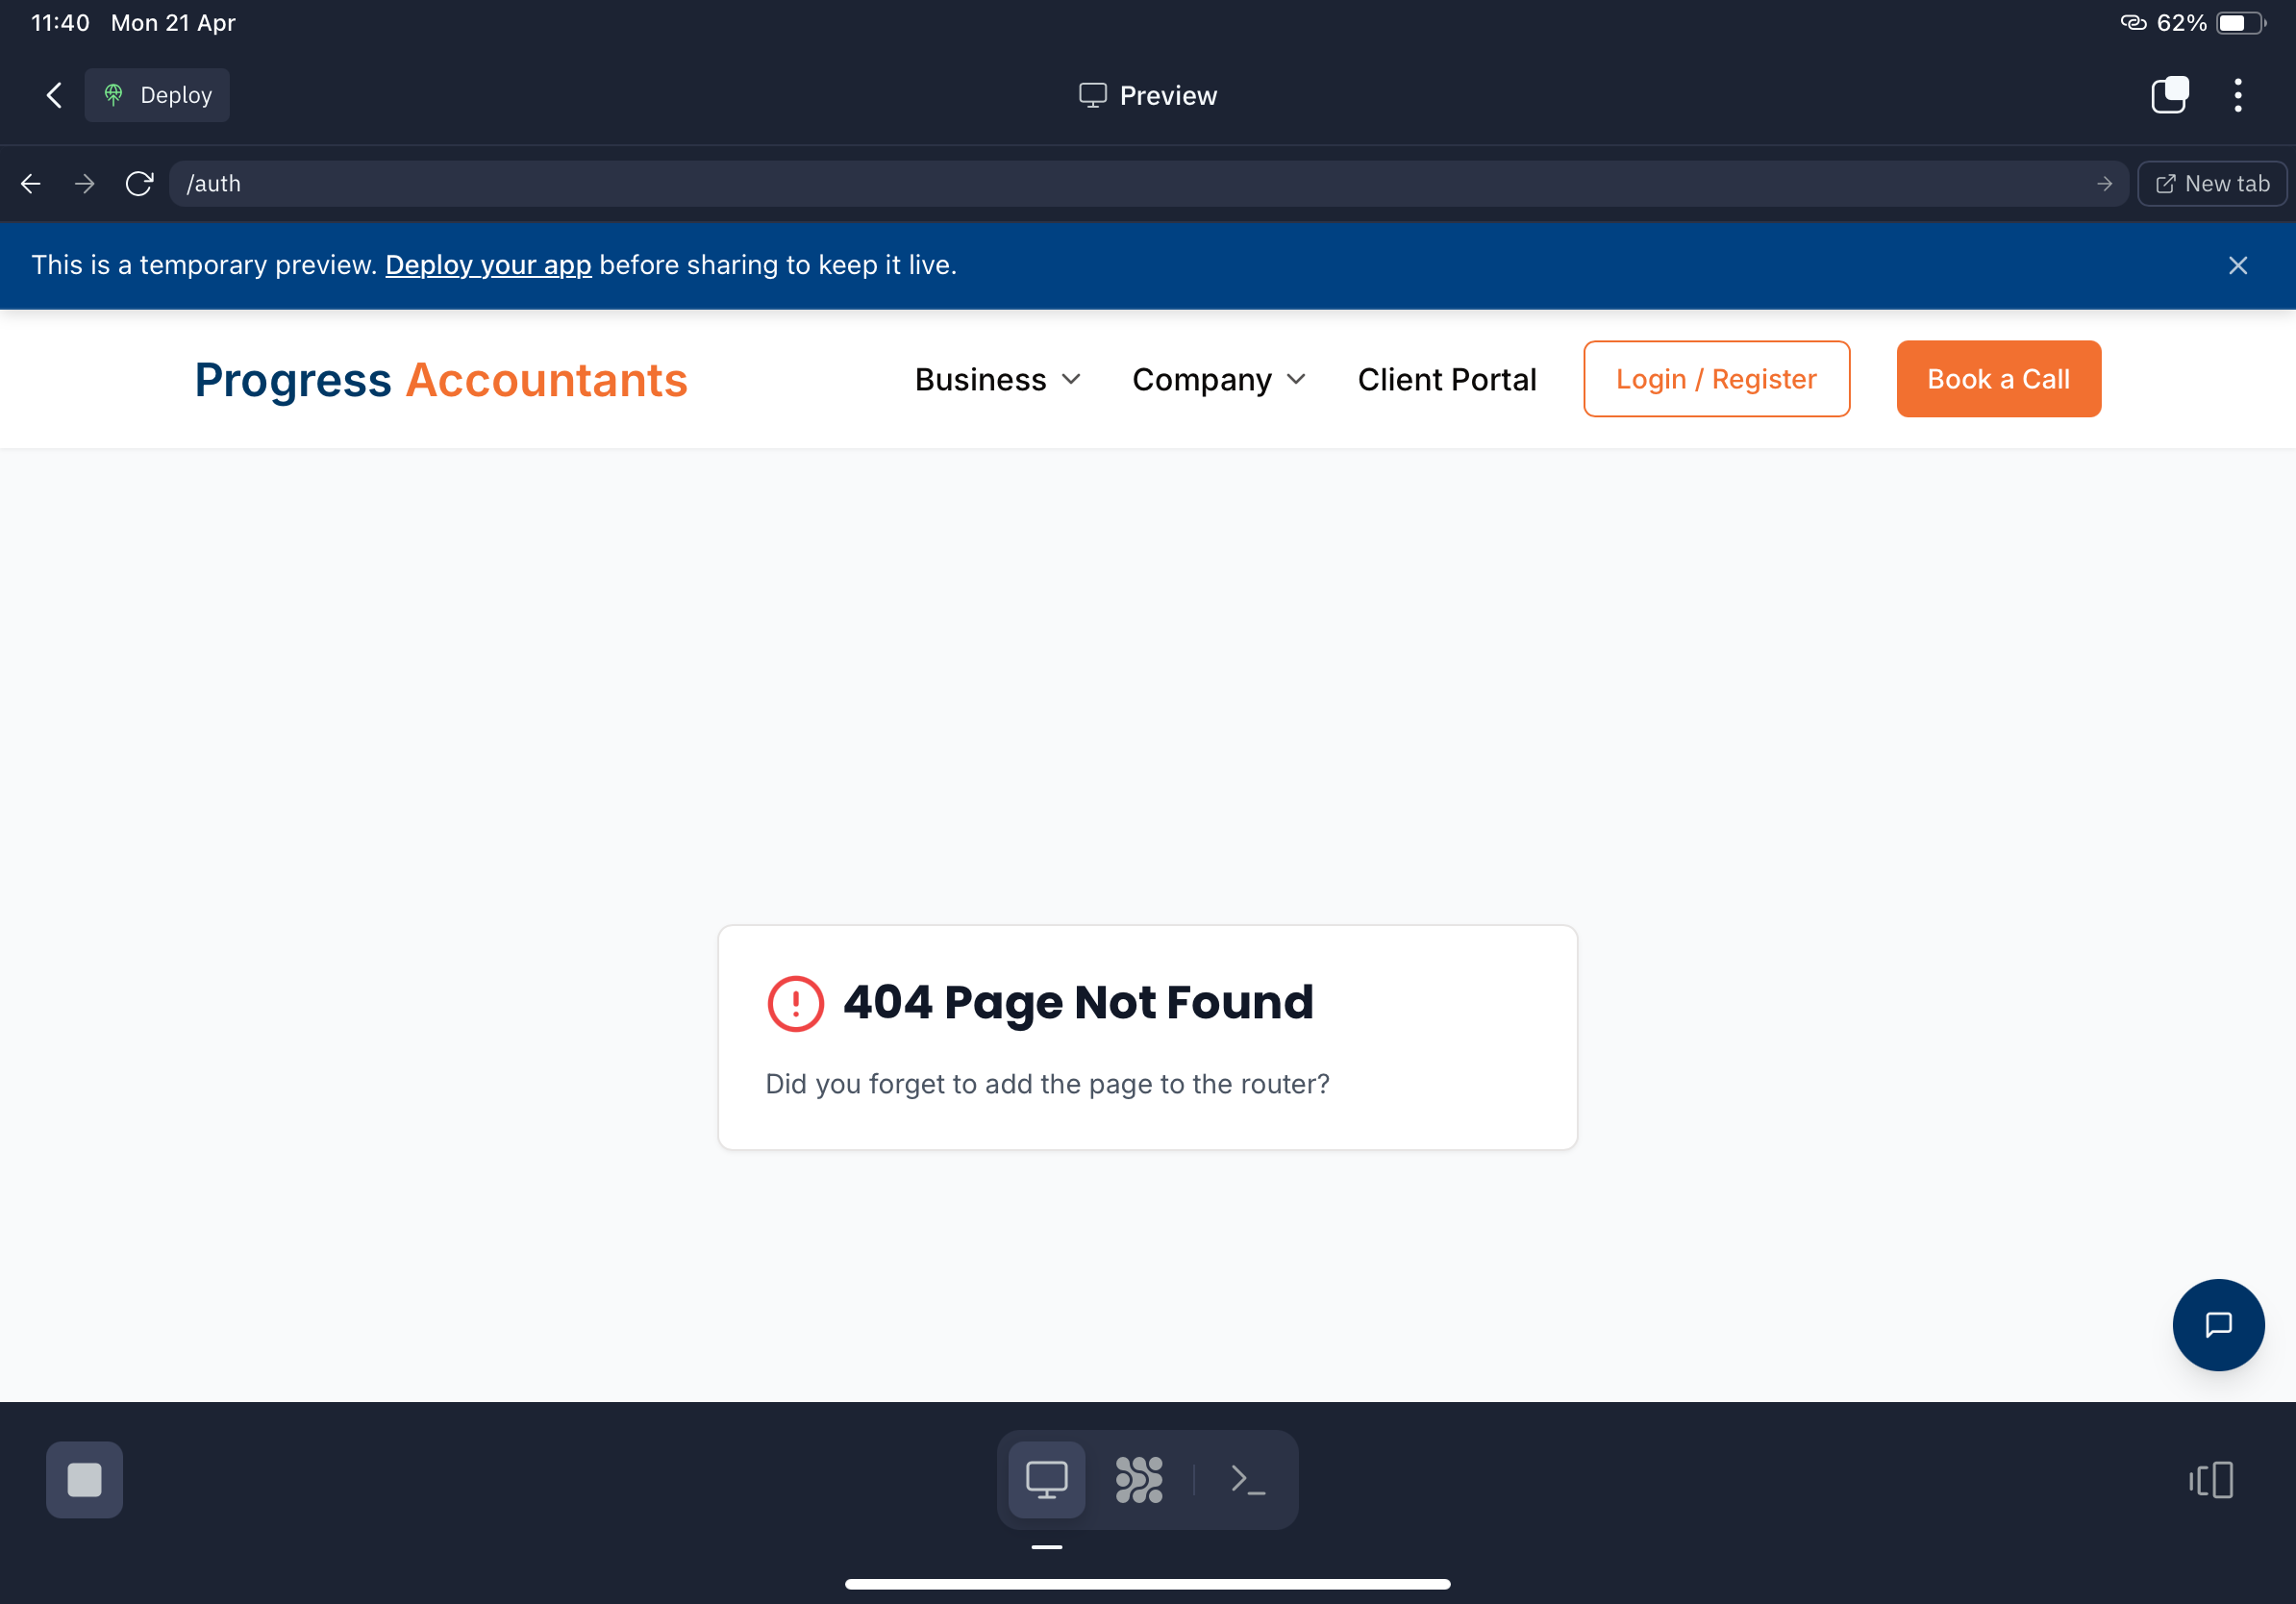 11:40 Mon 21 Apr
62%
Deploy
Preview
/auth
New tab
This is a temporary preview. Deploy your app before sharing to keep it live.
Progress Accountants
Business
Company
Client Portal
Login / Register
Book a Call
404 Page Not Found
Did you forget to add the page to the router?